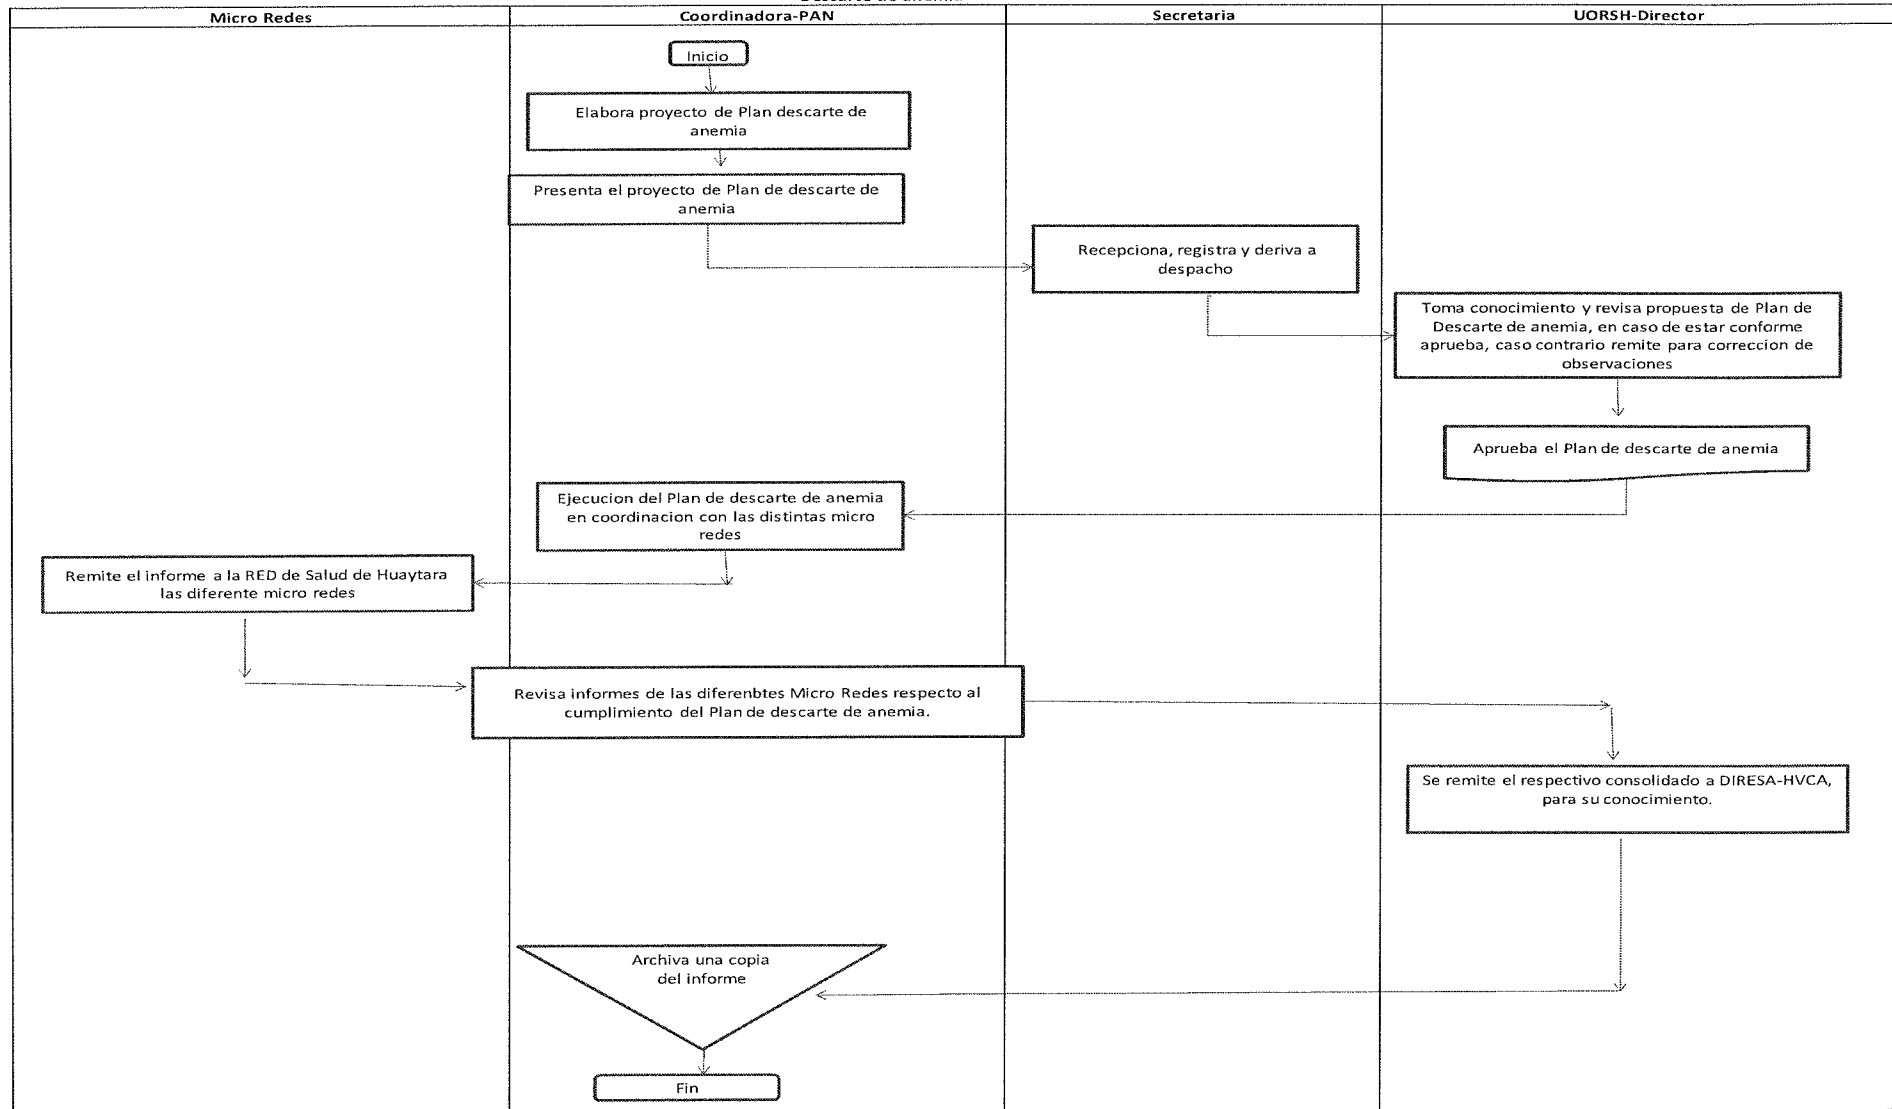 Micro Redes
Coordinadora-PAN
Secretaria
UORSH-Director
Inicio
Elabora proyecto de Plan descarte de
anemia
Presenta el proyecto de Plan de descarte de
anemia
Recepciona, registra y deriva a
despacho
Toma conocimiento y revisa propuesta de Plan de
Descarte de anemia, en caso de estar conforme
aprueba, caso contrario remite para correccion de
observaciones
Aprueba el Plan de descarte de anemia
Ejecucion del Plan de descarte de anemia
en coordinacion con las distintas micro
redes
Remite el informe a la RED de Salud de Huaytara
las diferente micro redes
Revisa informes de las diferenbtes Micro Redes respecto al
cumplimiento del Plan de descarte de anemia.
Se remite el respectivo consolidado a DIRESA-HVCA,
para su conocimiento.
Archiva una copia
del informe
Fin